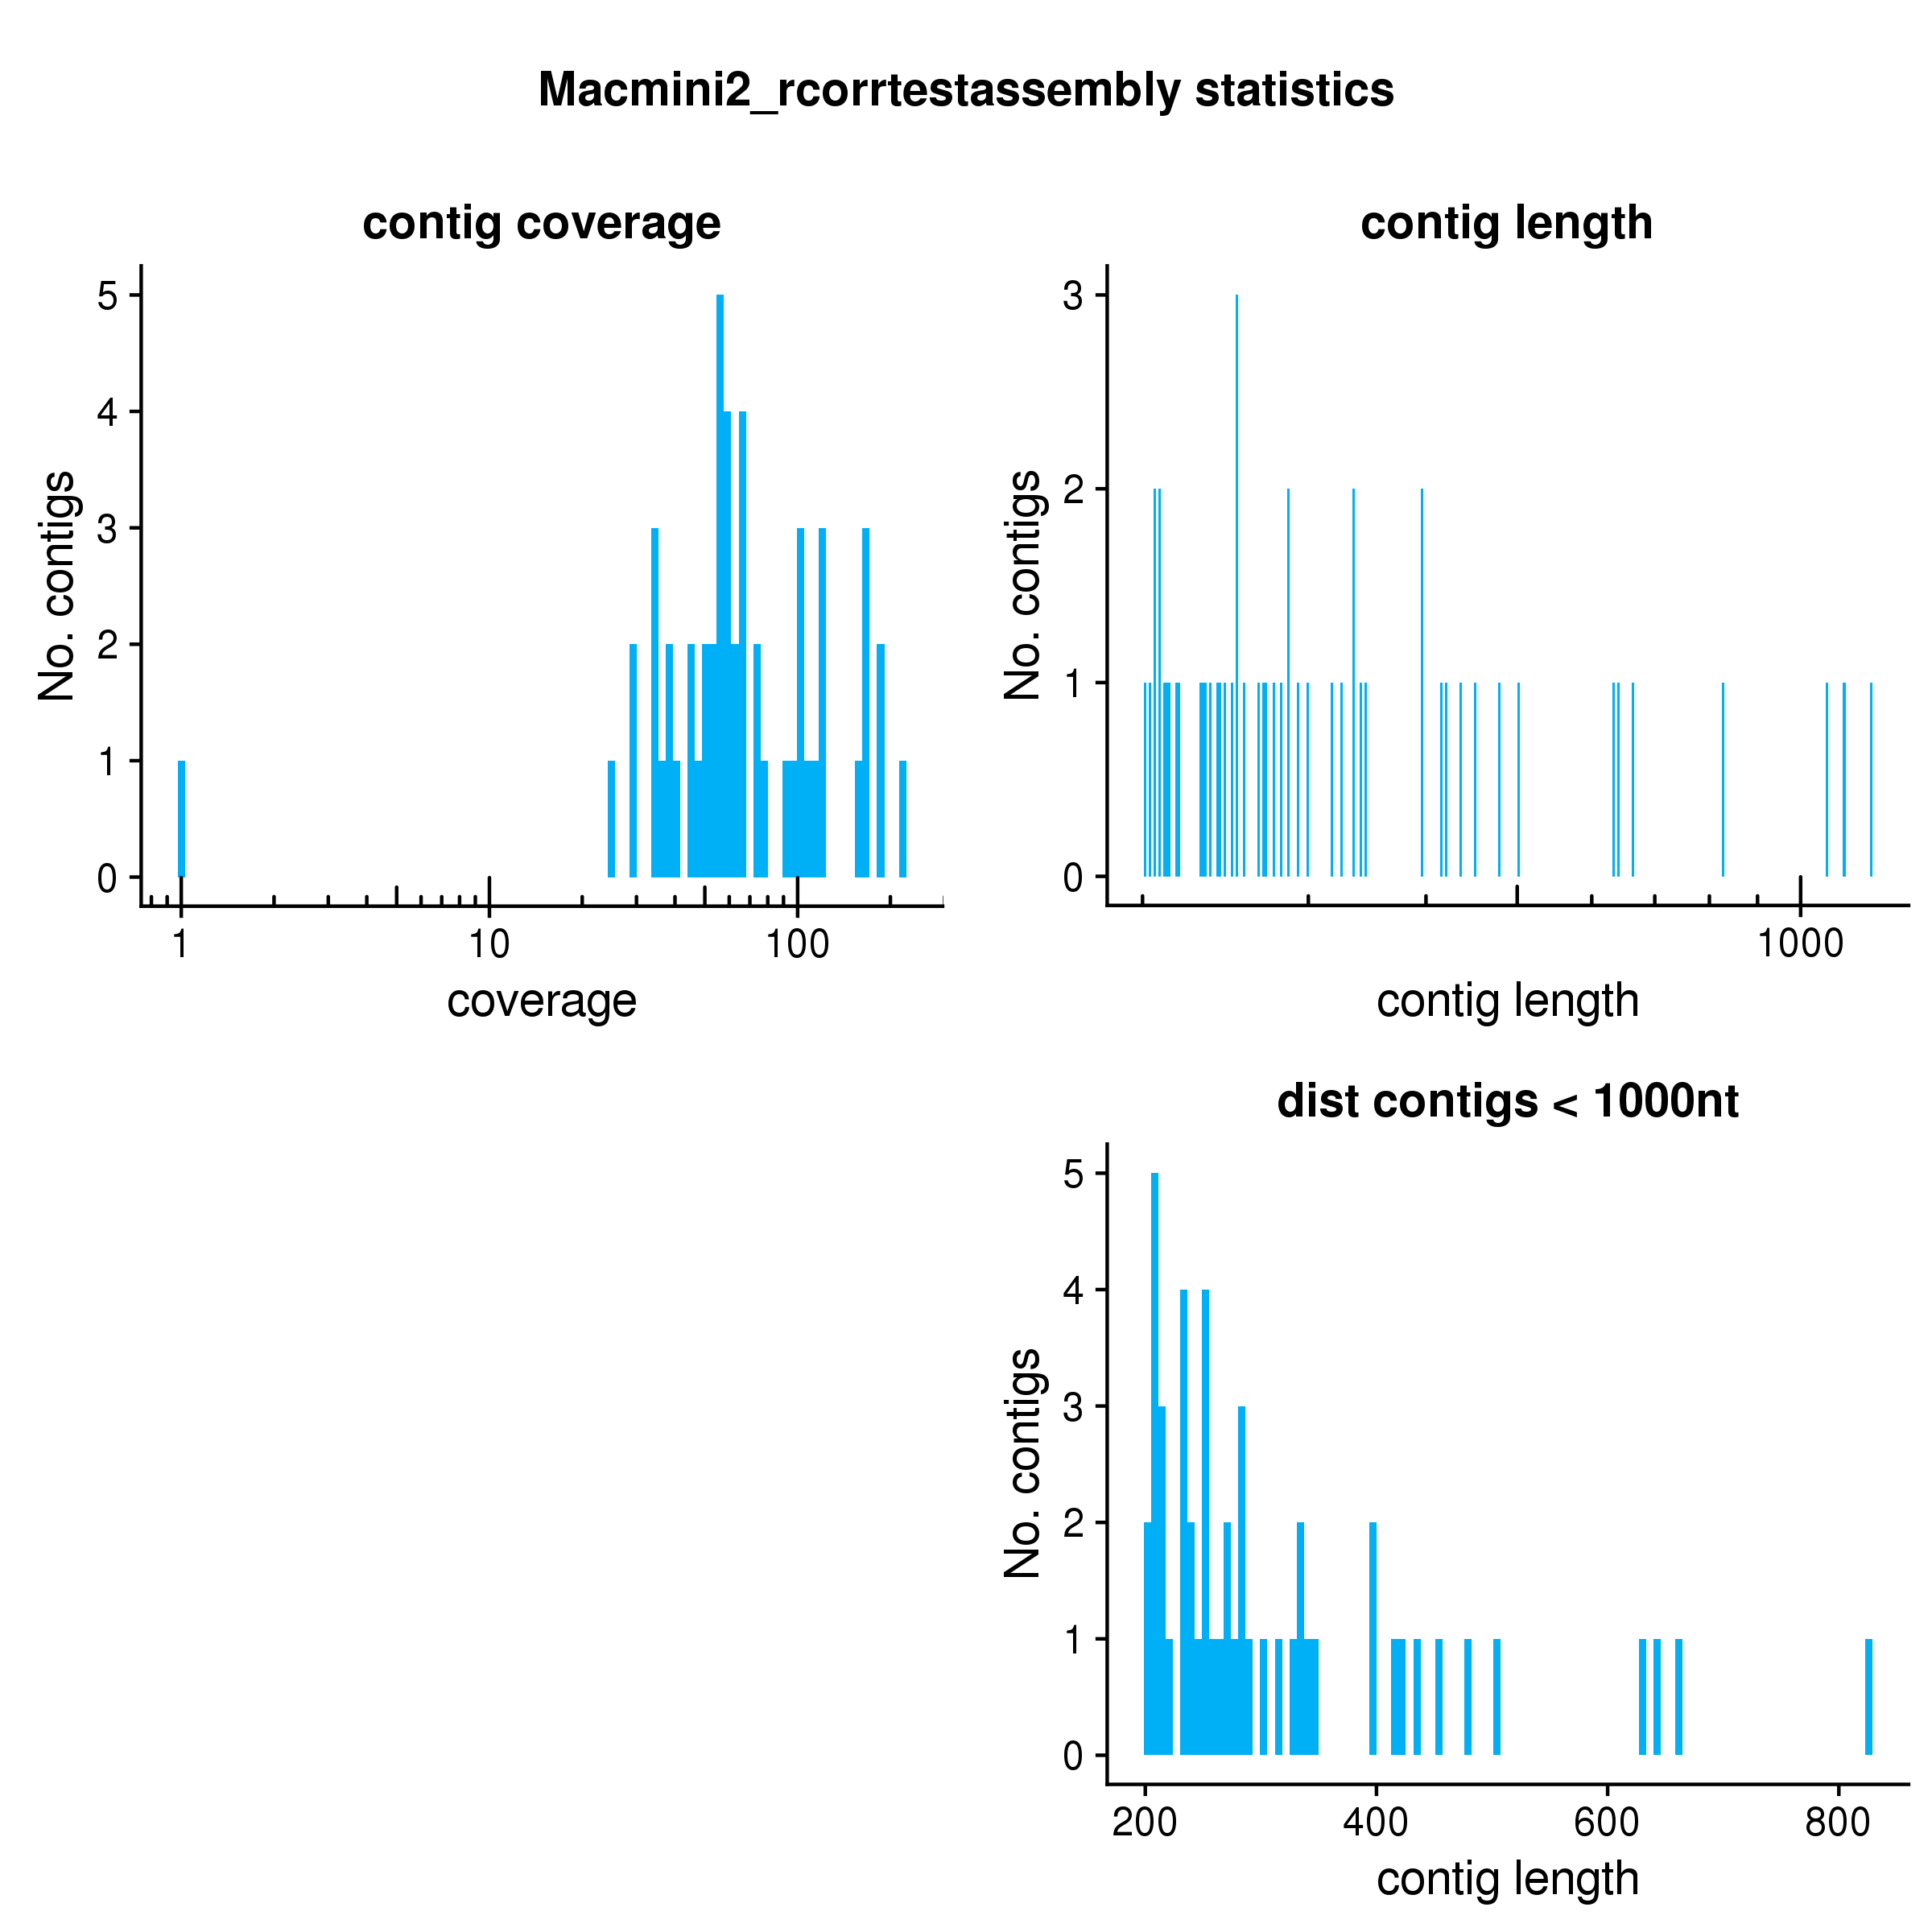 Macmini2_rcorrtestassembly statistics
contig coverage
No. contigs
5
4
3
2
1
0
1 10 100
coverage
contig length
No. contigs
3
2
1
0
1000
contig length
dist contigs < 1000nt
No. contigs
5
4
3
2
1
0
200 400 600 800
contig length